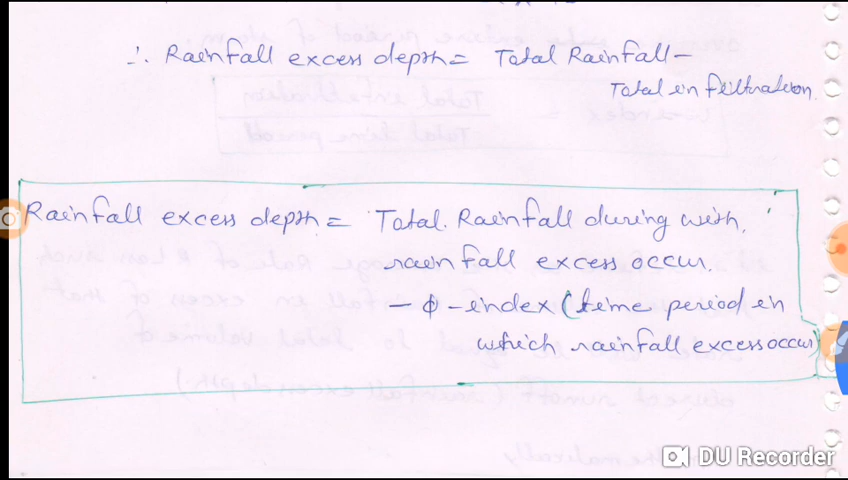 ∴ Rainfall excess depth = Total Rainfall –
Total infiltration.
Rainfall excess depth = Total Rainfall during with,
rainfall excess occur.
– ϕ - index (time period in
which rainfall excess occur)
DU Recorder